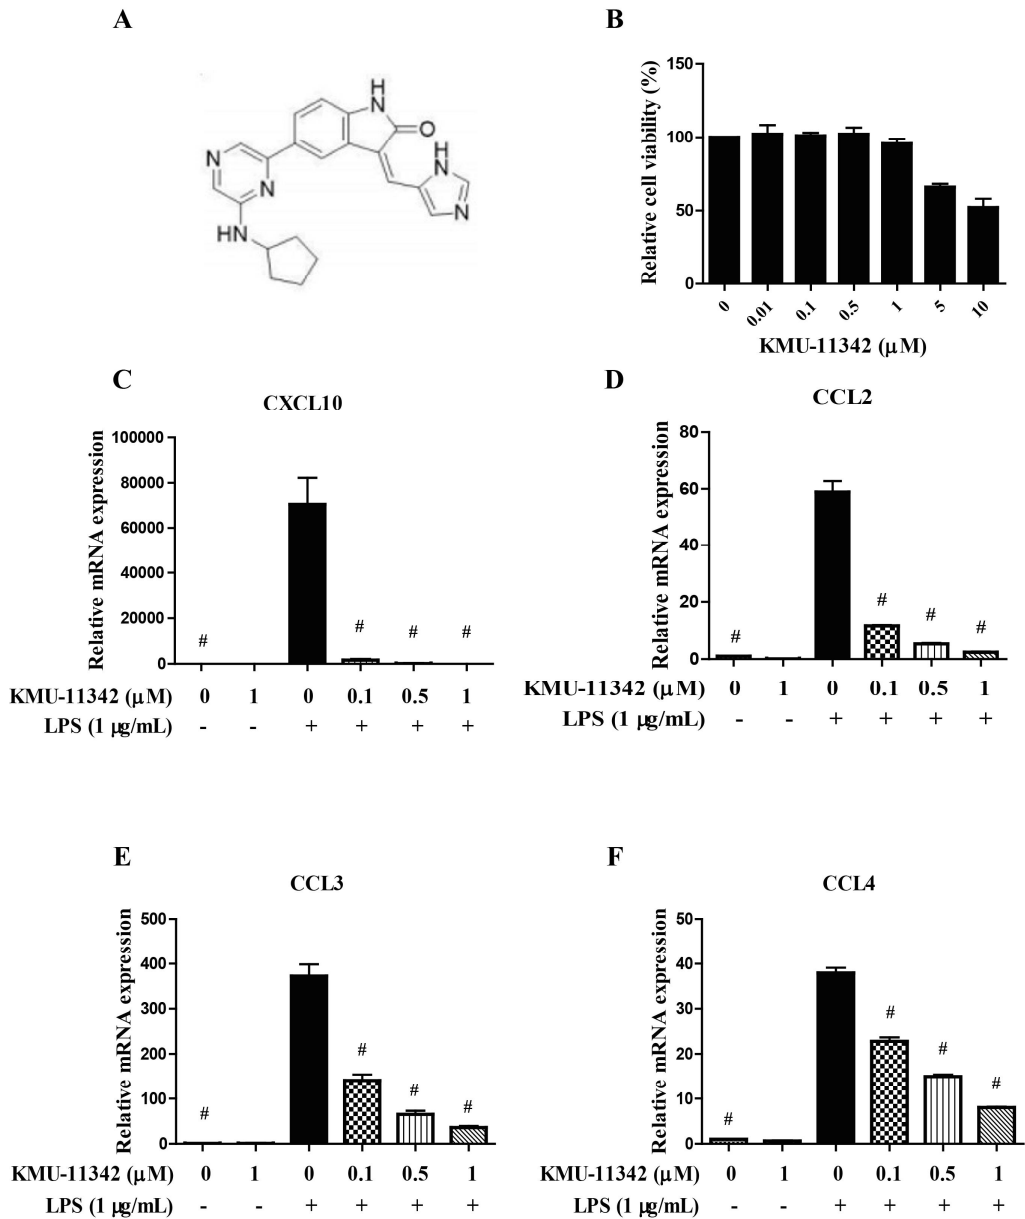 A
H
N
O
N
N
HN
H
N
N
B
Relative cell viability (%)
150
100
50
0
0 0.01 0.1 0.5 1 5 10
KMU-11342 (μM)
C
CXCL10
Relative mRNA expression
100000
80000
60000
40000
20000
0
# # # #
KMU-11342 (μM) 0 1 0 0.1 0.5 1
LPS (1 μg/mL) - - + + + +
D
CCL2
Relative mRNA expression
80
60
40
20
0
# # # #
KMU-11342 (μM) 0 1 0 0.1 0.5 1
LPS (1 μg/mL) - - + + + +
E
CCL3
Relative mRNA expression
500
400
300
200
100
0
# # # #
KMU-11342 (μM) 0 1 0 0.1 0.5 1
LPS (1 μg/mL) - - + + + +
F
CCL4
Relative mRNA expression
50
40
30
20
10
0
# # # #
KMU-11342 (μM) 0 1 0 0.1 0.5 1
LPS (1 μg/mL) - - + + + +